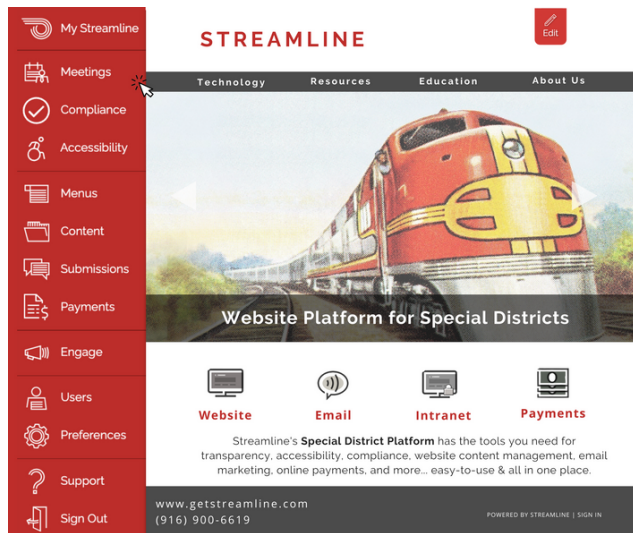 My Streamline
Meetings
Compliance
Accessibility
Menus
Content
Submissions
Payments
Engage
Users
Preferences
Support
Sign Out
STREAMLINE
Edit
Technology
Resources
Education
About Us
Website Platform for Special Districts
Website
Email
Intranet
Payments
Streamline's Special District Platform has the tools you need for
transparency, accessibility, compliance, website content management, email
marketing, online payments, and more... easy-to-use & all in one place.
www.getstreamline.com
(916) 900-6619
POWERED BY STREAMLINE | SIGN IN